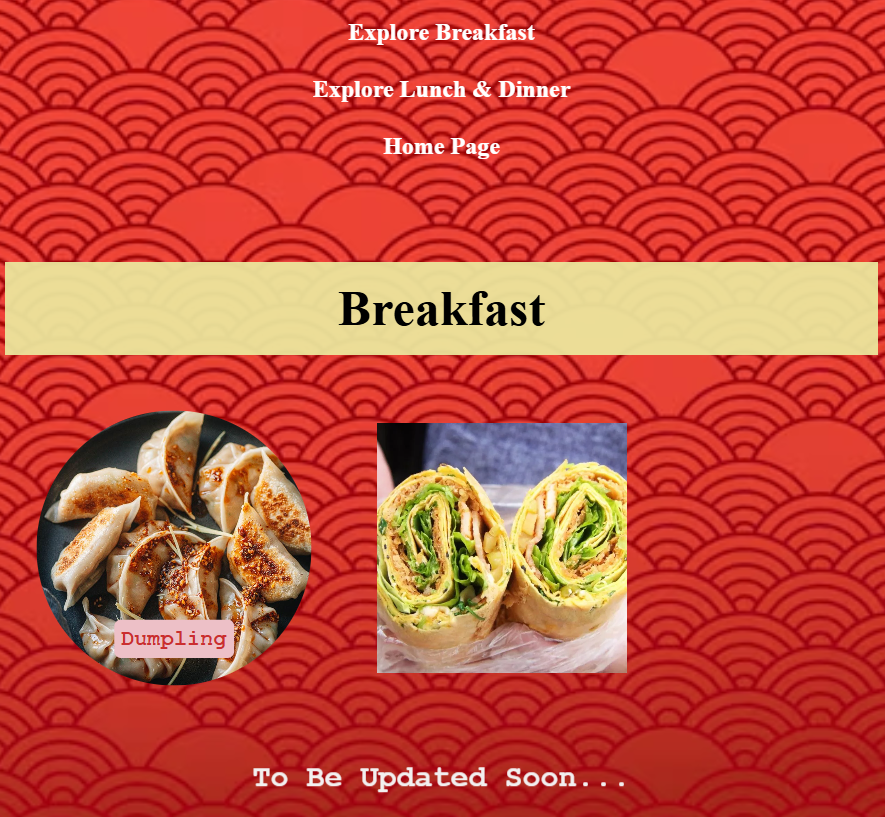 Explore Breakfast
Explore Lunch & Dinner
Home Page
Breakfast
Dumpling
To Be Updated Soon...